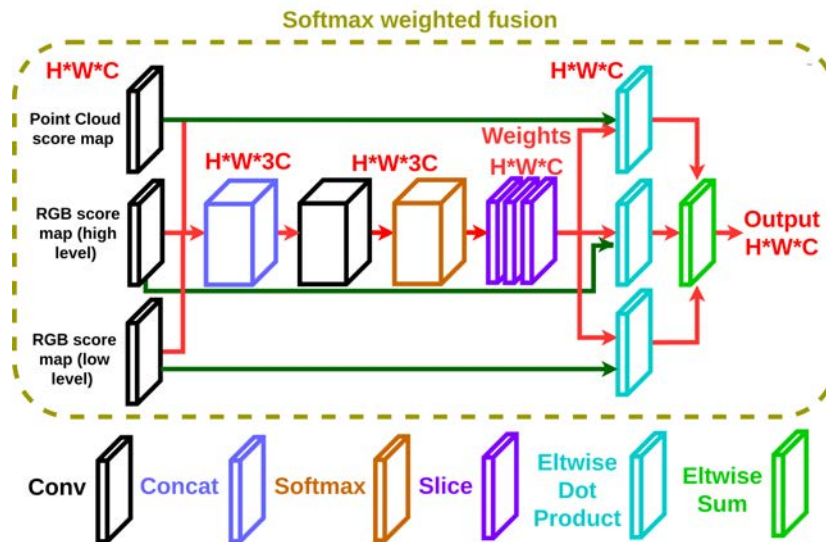 Softmax weighted fusion
H*W*C
H*W*C
Point Cloud
score map
Weights
H*W*3C
H*W*3C
H*W*C
RGB score
map (high
level)
Output
H*W*C
RGB score
map (low
level)
Conv
Concat
Softmax
Slice
Eltwise
Dot
Product
Eltwise
Sum